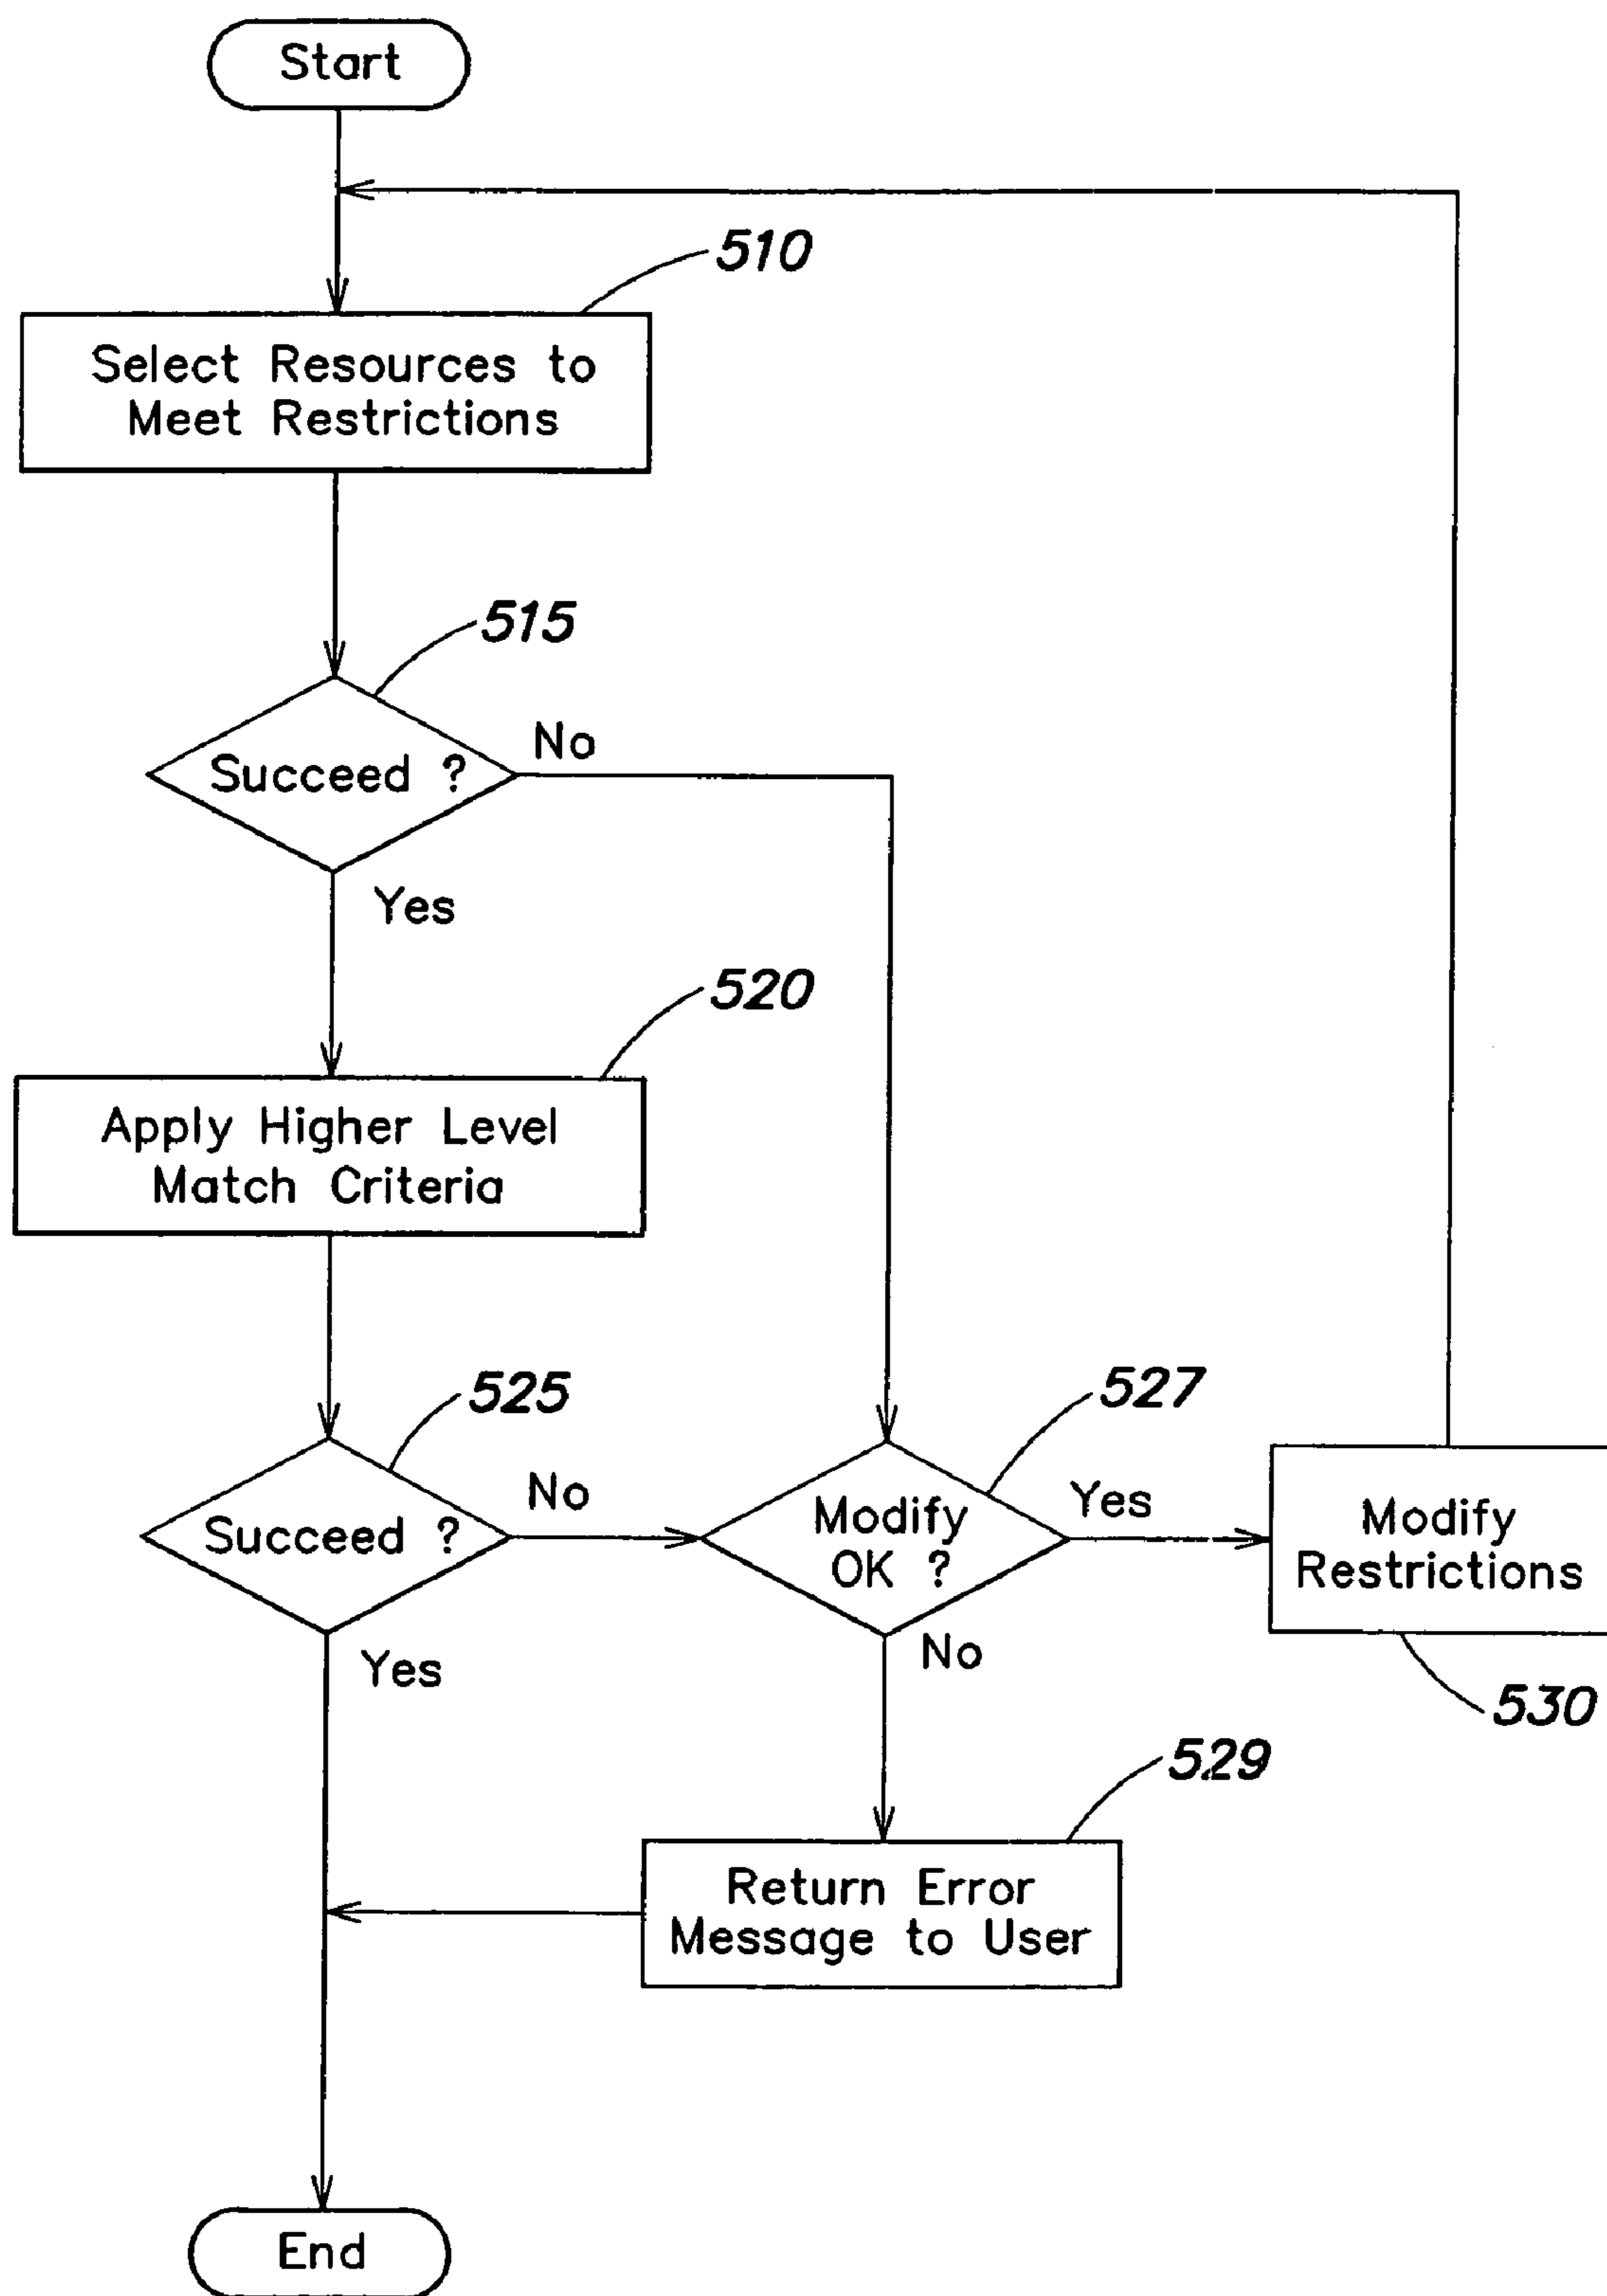 Start
510
Select Resources to
Meet Restrictions
515
Succeed ?
No
Yes
520
Apply Higher Level
Match Criteria
525
Succeed ?
No
Yes
527
Modify
OK ?
Yes
No
Modify
Restrictions
530
529
Return Error
Message to User
End